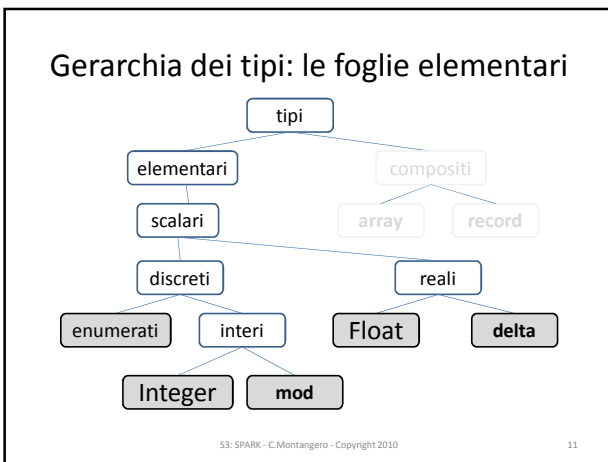 Gerarchia dei tipi: le foglie elementari
tipi
elementari
compositi
scalari
array
record
discreti
reali
enumerati
interi
Float
delta
Integer
mod
S3: SPARK - C.Montangero - Copyright 2010
11